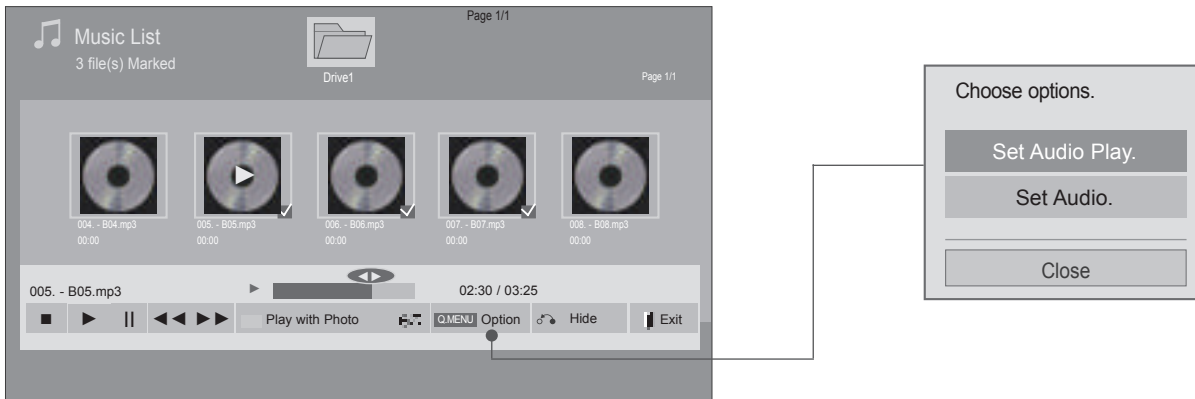 Page 1/1
Music List
3 file(s) Marked
Drive1
Page 1/1
004. - B04.mp3
00:00
005. - B05.mp3
00:00
006. - B06.mp3
00:00
007. - B07.mp3
00:00
008. - B08.mp3
00:00
005. - B05.mp3
02:30 / 03:25
Play with Photo
Q.MENU Option
Hide
Exit
Choose options.
Set Audio Play.
Set Audio.
Close